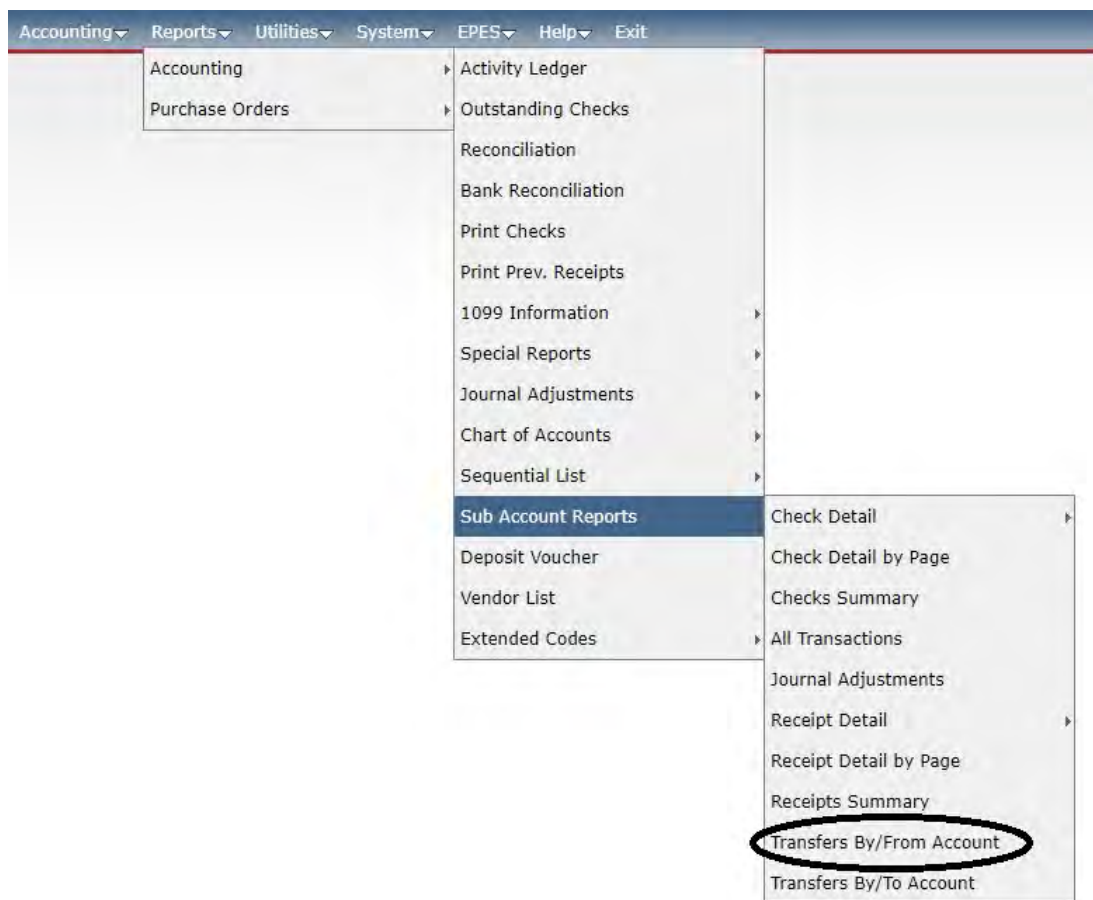 Accounting Reports Utilities System EPES Help Exit
Accounting
Purchase Orders
Activity Ledger
Outstanding Checks
Reconciliation
Bank Reconciliation
Print Checks
Print Prev. Receipts
1099 Information
Special Reports
Journal Adjustments
Chart of Accounts
Sequential List
Sub Account Reports
Deposit Voucher
Vendor List
Extended Codes
Check Detail
Check Detail by Page
Checks Summary
All Transactions
Journal Adjustments
Receipt Detail
Receipt Detail by Page
Receipts Summary
Transfers By/From Account
Transfers By/To Account